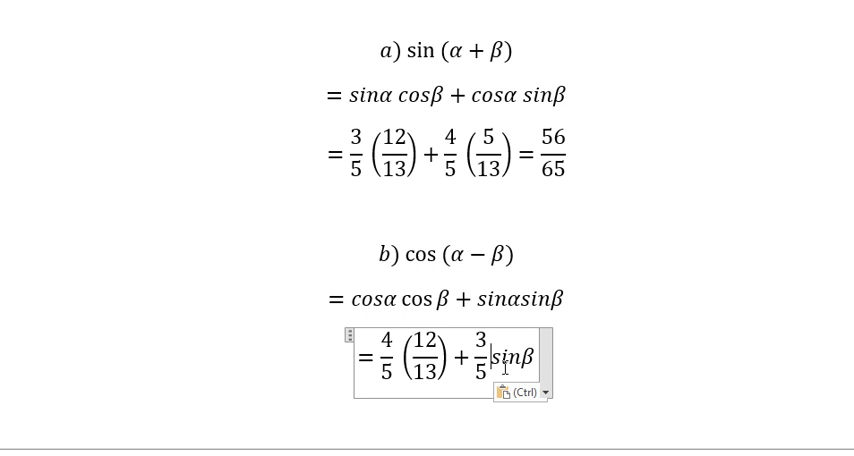 a) sin (α + β)
= sinα cosβ + cosα sinβ
= 3/5 (12/13) + 4/5 (5/13) = 56/65
b) cos (α − β)
= cosα cos β + sinαsinβ
= 4/5 (12/13) + 3/5 sinβ
(Ctrl)